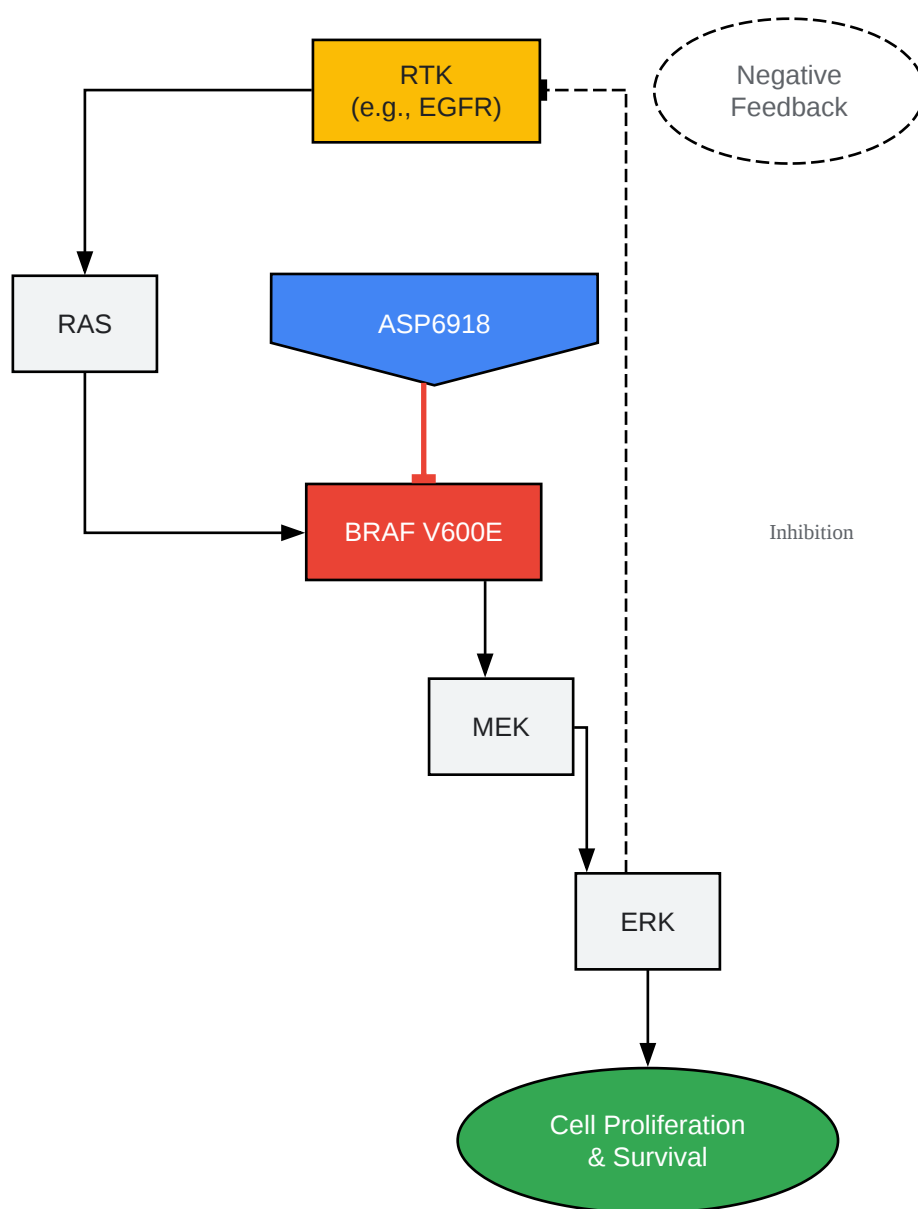 RTK
(e.g., EGFR)
Negative
Feedback
RAS
ASP6918
BRAF V600E
Inhibition
MEK
ERK
Cell Proliferation
& Survival